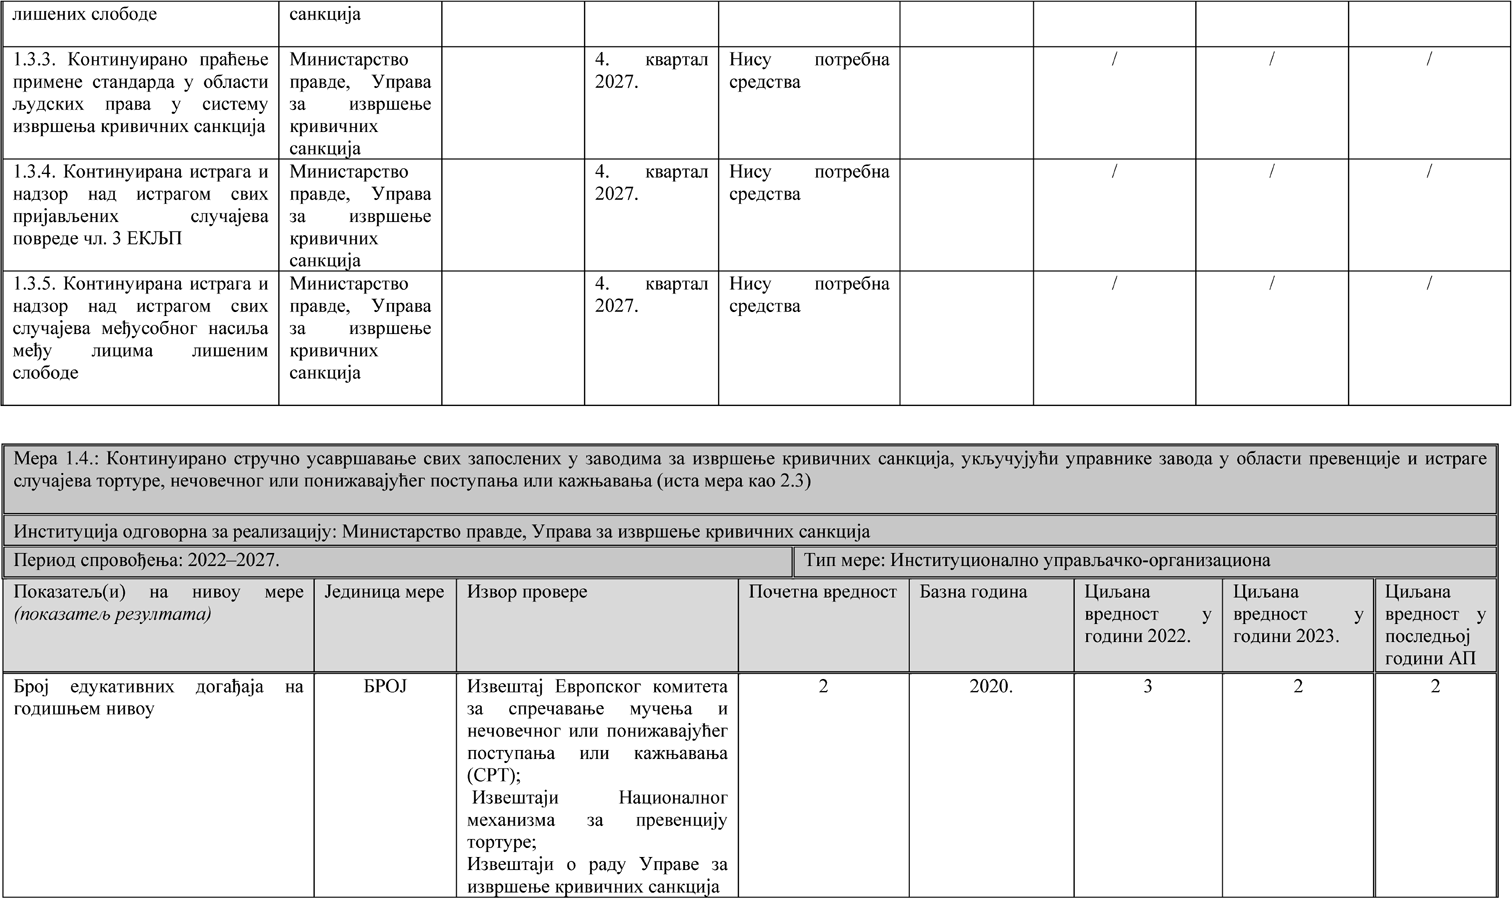 лишених слободе
санкција
1.3.3. Континуирано праћење
примене стандарда у области
људских права у систему
извршења кривичних санкција
Министарство
правде, Управа
за извршење
кривичних
санкција
4. квартал
2027.
Нису потребна
средства
/
/
/
1.3.4. Континуирана истрага и
надзор над истрагом свих
пријављених случајева
повреде чл. 3 ЕКЉП
Министарство
правде, Управа
за извршење
кривичних
санкција
4. квартал
2027.
Нису потребна
средства
/
/
/
1.3.5. Континуирана истрага и
надзор над истрагом свих
случајева међусобног насиља
међу лицима лишеним
слободе
Министарство
правде, Управа
за извршење
кривичних
санкција
4. квартал
2027.
Нису потребна
средства
/
/
/
Мера 1.4.: Континуирано стручно усавршавање свих запослених у заводима за извршење кривичних санкција, укључујући управнике завода у области превенције и истраге
случајева тортуре, нечовечног или понижавајућег поступања или кажњавања (иста мера као 2.3)
Институција одговорна за реализацију: Министарство правде, Управа за извршење кривичних санкција
Период спровођења: 2022–2027.
Тип мере: Институционално управљачко-организациона
Показатељ(и) на нивоу мере
(показатељ резултата)
Јединица мере
Извор провере
Почетна вредност
Базна година
Циљана
вредност у
години 2022.
Циљана
вредност у
години 2023.
Циљана
вредност у
последњој
години АП
Број едукативних догађаја на
годишњем нивоу
БРОЈ
Извештај Европског комитета
за спречавање мучења и
нечовечног или понижавајућег
поступања или кажњавања
(CPT);
Извештаји Националног
механизма за превенцију
тортуре;
Извештаји о раду Управе за
извршење кривичних санкција
2
2020.
3
2
2